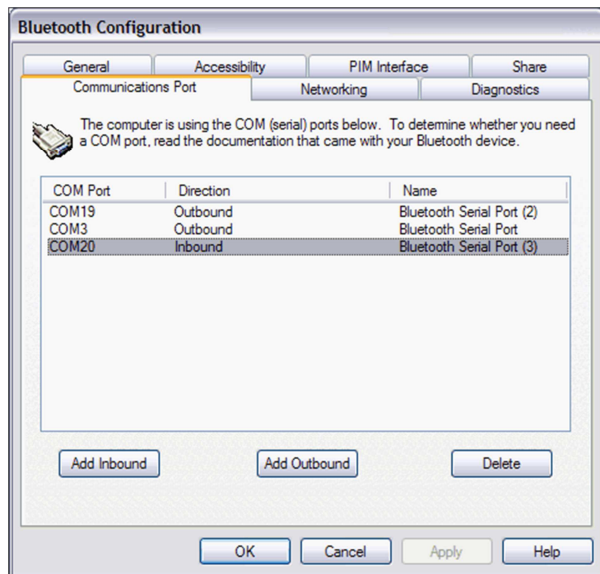 Bluetooth Configuration
General Accessibility PIM Interface Share
Communications Port Networking Diagnostics
The computer is using the COM (serial) ports below. To determine whether you need
a COM port, read the documentation that came with your Bluetooth device.
COM Port Direction Name
COM19 Outbound Bluetooth Serial Port (2)
COM3 Outbound Bluetooth Serial Port
COM20 Inbound Bluetooth Serial Port (3)
Add Inbound Add Outbound Delete
OK Cancel Apply Help